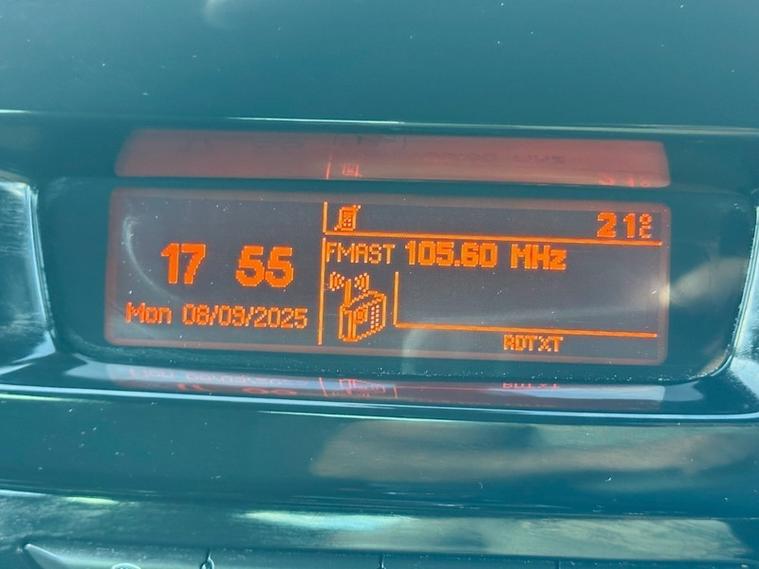 21°C
17 55
FMAST 105.60 MHz
Mon 08/09/2025
RDTXT